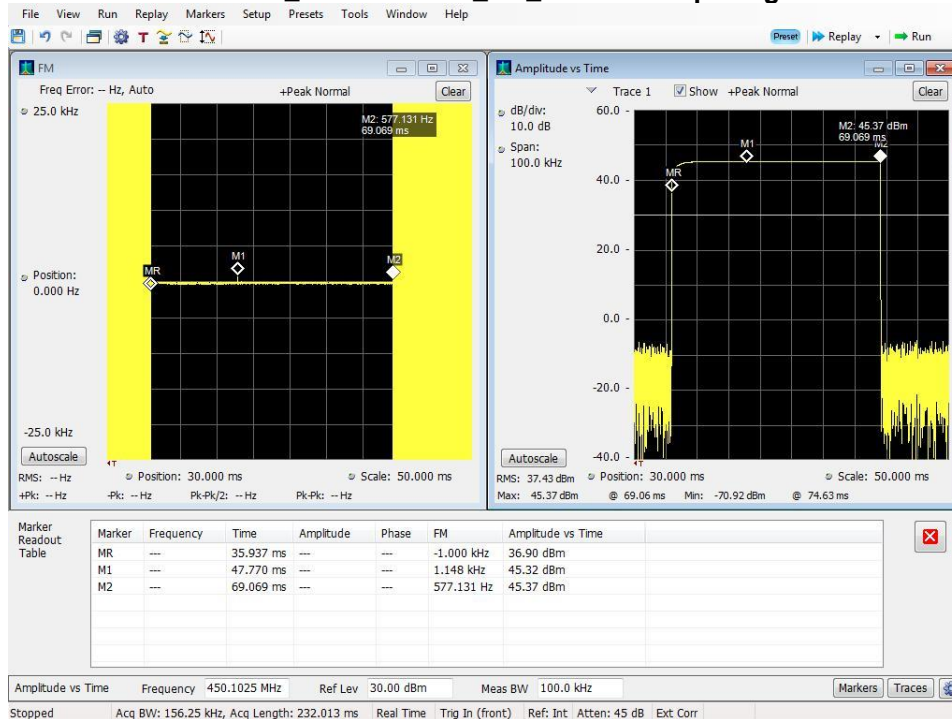 File View Run Replay Markers Setup Presets Tools Window Help
T Preset Replay Run
FM
Freq Error: -- Hz, Auto +Peak Normal Clear
25.0 kHz
M2: 577.131 Hz
69.069 ms
MR M1 M2
Position:
0.000 Hz
-25.0 kHz
Autoscale
T
RMS: -- Hz Position: 30.000 ms Scale: 50.000 ms
+Pk: -- Hz -Pk: -- Hz Pk-Pk/2: -- Hz Pk-Pk: -- Hz
Amplitude vs Time
Trace 1 Show +Peak Normal Clear
dB/div:
10.0 dB
Span:
100.0 kHz
60.0 -
40.0 -
20.0 -
0.0 -
-20.0 -
-40.0 -
M2: 45.37 dBm
69.069 ms
MR M1 M2
Autoscale
T
RMS: 37.43 dBm Position: 30.000 ms Scale: 50.000 ms
Max: 45.37 dBm @ 69.06 ms Min: -70.92 dBm @ 74.63 ms
Marker
Readout
Table
Marker Frequency Time Amplitude Phase FM Amplitude vs Time
MR --- 35.937 ms --- --- -1.000 kHz 36.90 dBm
M1 --- 47.770 ms --- --- 1.148 kHz 45.32 dBm
M2 --- 69.069 ms --- --- 577.131 Hz 45.37 dBm
Amplitude vs Time Frequency 450.1025 MHz Ref Lev 30.00 dBm Meas BW 100.0 kHz Markers Traces
Stopped Acq BW: 156.25 kHz, Acq Length: 232.013 ms Real Time Trig In (front) Ref: Int Atten: 45 dB Ext Corr